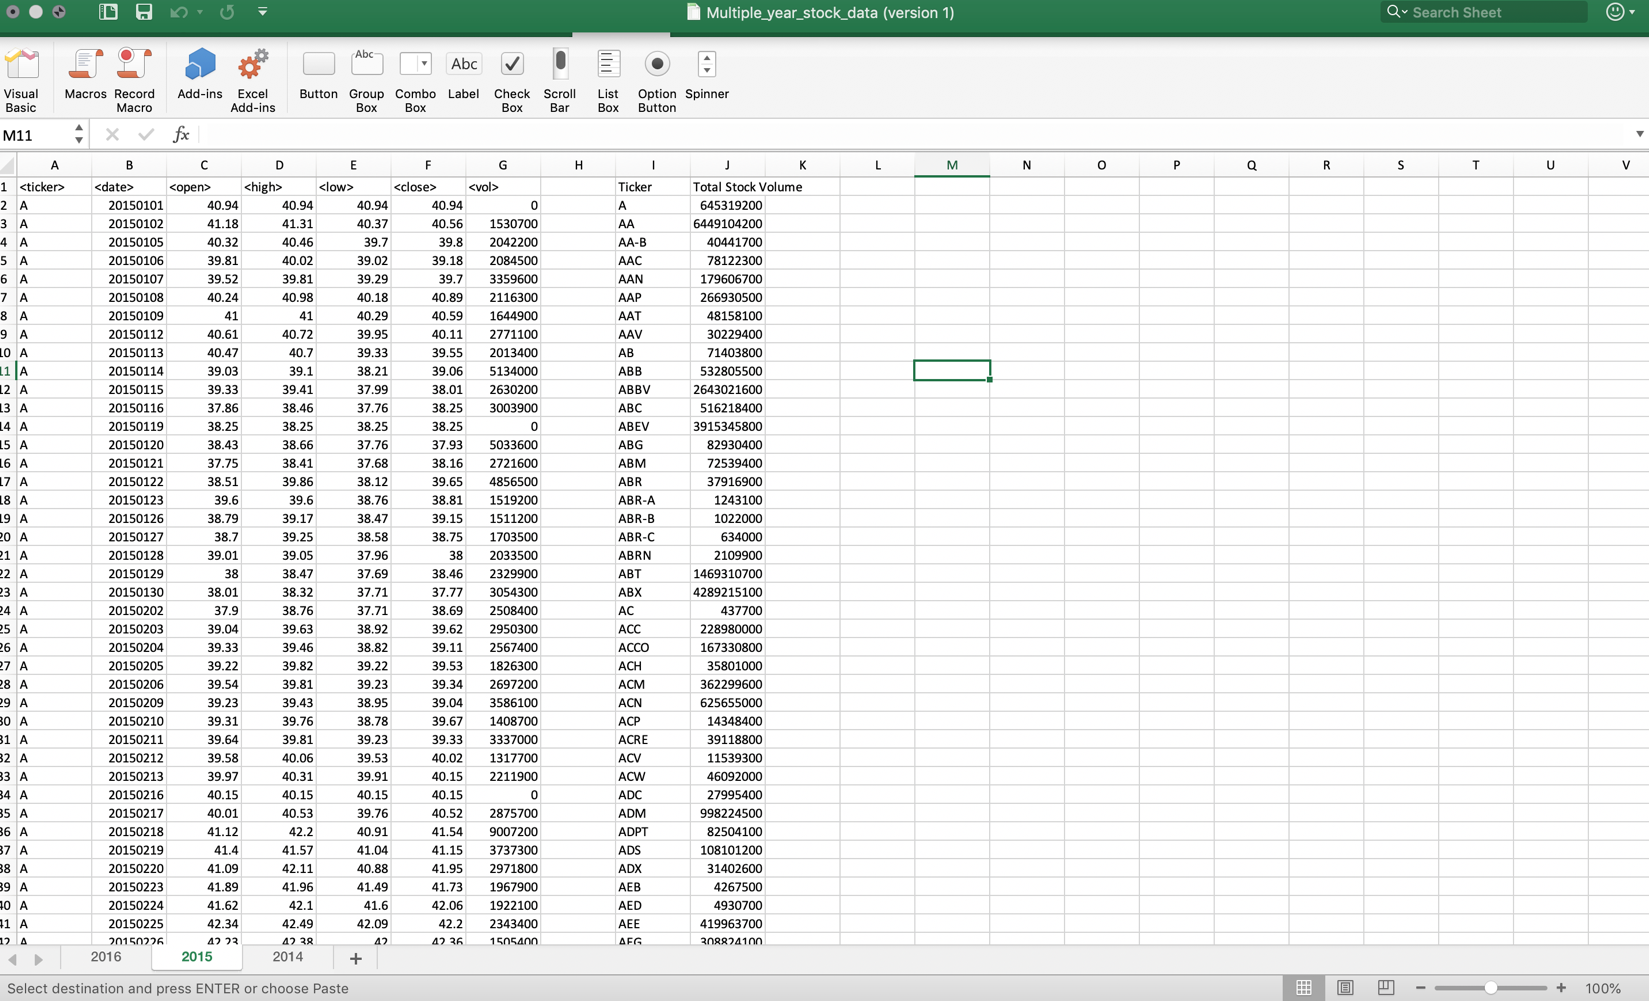 Multiple_year_stock_data (version 1)
Search Sheet
Visual Basic
Macros
Record Macro
Add-ins
Excel Add-ins
Button
Abc
Group Box
Combo Box
Abc
Label
Check Box
Scroll Bar
List Box
Option Button
Spinner
M11
fx
A B C D E F G H I J K L M N O P Q R S T U V
1 <ticker> <date> <open> <high> <low> <close> <vol> Ticker Total Stock Volume
2 A 20150101 40.94 40.94 40.94 40.94 0 A 645319200
3 A 20150102 41.18 41.31 40.37 40.56 1530700 AA 6449104200
4 A 20150105 40.32 40.46 39.7 39.8 2042200 AA-B 40441700
5 A 20150106 39.81 40.02 39.02 39.18 2084500 AAC 78122300
6 A 20150107 39.52 39.81 39.29 39.7 3359600 AAN 179606700
7 A 20150108 40.24 40.98 40.18 40.89 2116300 AAP 266930500
8 A 20150109 41 41 40.29 40.59 1644900 AAT 48158100
9 A 20150112 40.61 40.72 39.95 40.11 2771100 AAV 30229400
10 A 20150113 40.47 40.7 39.33 39.55 2013400 AB 71403800
11 A 20150114 39.03 39.1 38.21 39.06 5134000 ABB 532805500
12 A 20150115 39.33 39.41 37.99 38.01 2630200 ABBV 2643021600
13 A 20150116 37.86 38.46 37.76 38.25 3003900 ABC 516218400
14 A 20150119 38.25 38.25 38.25 38.25 0 ABEV 3915345800
15 A 20150120 38.43 38.66 37.76 37.93 5033600 ABG 82930400
16 A 20150121 37.75 38.41 37.68 38.16 2721600 ABM 72539400
17 A 20150122 38.51 39.86 38.12 39.65 4856500 ABR 37916900
18 A 20150123 39.6 39.6 38.76 38.81 1519200 ABR-A 1243100
19 A 20150126 38.79 39.17 38.47 39.15 1511200 ABR-B 1022000
20 A 20150127 38.7 39.25 38.58 38.75 1703500 ABR-C 634000
21 A 20150128 39.01 39.05 37.96 38 2033500 ABRN 2109900
22 A 20150129 38 38.47 37.69 38.46 2329900 ABT 1469310700
23 A 20150130 38.01 38.32 37.71 37.77 3054300 ABX 4289215100
24 A 20150202 37.9 38.76 37.71 38.69 2508400 AC 437700
25 A 20150203 39.04 39.63 38.92 39.62 2950300 ACC 228980000
26 A 20150204 39.33 39.46 38.82 39.11 2567400 ACCO 167330800
27 A 20150205 39.22 39.82 39.22 39.53 1826300 ACH 35801000
28 A 20150206 39.54 39.81 39.23 39.34 2697200 ACM 362299600
29 A 20150209 39.23 39.43 38.95 39.04 3586100 ACN 625655000
30 A 20150210 39.31 39.76 38.78 39.67 1408700 ACP 14348400
31 A 20150211 39.64 39.81 39.23 39.33 3337000 ACRE 39118800
32 A 20150212 39.58 40.06 39.53 40.02 1317700 ACV 11539300
33 A 20150213 39.97 40.31 39.91 40.15 2211900 ACW 46092000
34 A 20150216 40.15 40.15 40.15 40.15 0 ADC 27995400
35 A 20150217 40.01 40.53 39.76 40.52 2875700 ADM 998224500
36 A 20150218 41.12 42.2 40.91 41.54 9007200 ADPT 82504100
37 A 20150219 41.4 41.57 41.04 41.15 3737300 ADS 108101200
38 A 20150220 41.09 42.11 40.88 41.95 2971800 ADX 31402600
39 A 20150223 41.89 41.96 41.49 41.73 1967900 AEB 4267500
40 A 20150224 41.62 42.1 41.6 42.06 1922100 AED 4930700
41 A 20150225 42.34 42.49 42.09 42.2 2343400 AEE 419963700
42 A 20150226 42.23 42.38 42 42.36 1505400 AEG 308824100
2016 2015 2014 +
Select destination and press ENTER or choose Paste
100%